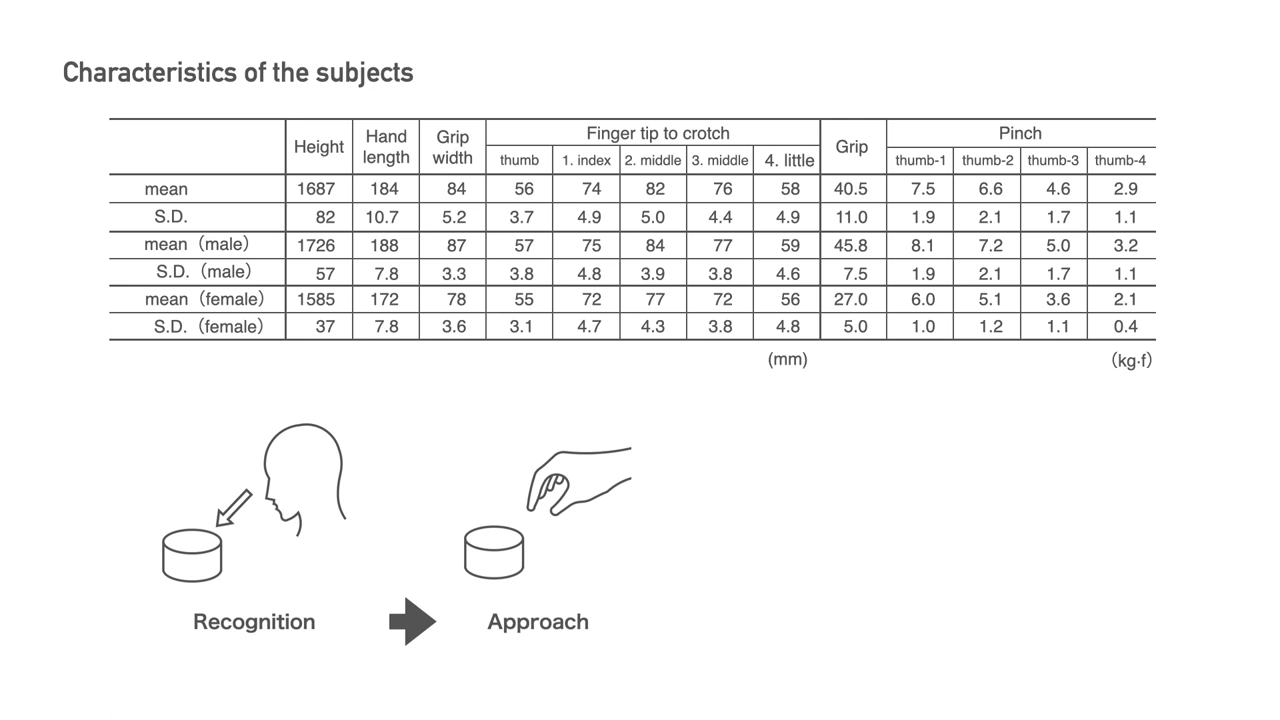 Characteristics of the subjects
Height Hand length Grip width Finger tip to crotch Grip Pinch
thumb 1. index 2. middle 3. middle 4. little thumb-1 thumb-2 thumb-3 thumb-4
mean 1687 184 84 56 74 82 76 58 40.5 7.5 6.6 4.6 2.9
S.D. 82 10.7 5.2 3.7 4.9 5.0 4.4 4.9 11.0 1.9 2.1 1.7 1.1
mean（male） 1726 188 87 57 75 84 77 59 45.8 8.1 7.2 5.0 3.2
S.D.（male） 57 7.8 3.3 3.8 4.8 3.9 3.8 4.6 7.5 1.9 2.1 1.7 1.1
mean（female） 1585 172 78 55 72 77 72 56 27.0 6.0 5.1 3.6 2.1
S.D.（female） 37 7.8 3.6 3.1 4.7 4.3 3.8 4.8 5.0 1.0 1.2 1.1 0.4
(mm) （kg·f）
Recognition Approach